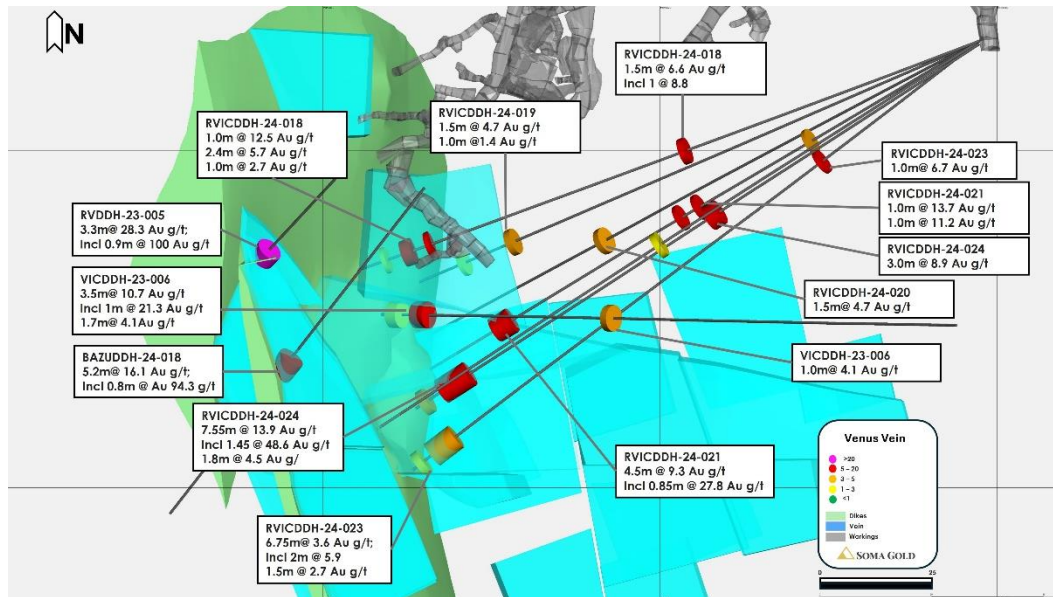 N
RVICDDH-24-018
1.5m @ 6.6 Au g/t
Incl 1 @ 8.8
RVICDDH-24-019
1.5m @ 4.7 Au g/t
1.0m @1.4 Au g/t
RVICDDH-24-018
1.0m @ 12.5 Au g/t
2.4m @ 5.7 Au g/t
1.0m @ 2.7 Au g/t
RVICDDH-24-023
1.0m @ 6.7 Au g/t
RVICDDH-24-021
1.0m @ 13.7 Au g/t
1.0m @ 11.2 Au g/t
RVDDH-23-005
3.3m@ 28.3 Au g/t;
Incl 0.9m @ 100 Au g/t
RVICDDH-24-024
3.0m @ 8.9 Au g/t
VICDDH-23-006
3.5m @ 10.7 Au g/t
Incl 1m @ 21.3 Au g/t
1.7m @ 4.1Au g/t
RVICDDH-24-020
1.5m@ 4.7 Au g/t
BAZUDDH-24-018
5.2m @ 16.1 Au g/t;
Incl 0.8m @ Au 94.3 g/t
VICDDH-23-006
1.0m @ 4.1 Au g/t
RVICDDH-24-024
7.55m @ 13.9 Au g/t
Incl 1.45 @ 48.6 Au g/t
1.8m @ 4.5 Au g/
RVICDDH-24-021
4.5m @ 9.3 Au g/t
Incl 0.85m @ 27.8 Au g/t
RVICDDH-24-023
6.75m@ 3.6 Au g/t;
Incl 2m @ 5.9
1.5m @ 2.7 Au g/t
Venus Vein
>20
5 - 20
3 - 5
1 - 3
<1
Dikes
Vein
Workings
SOMA GOLD
0 25